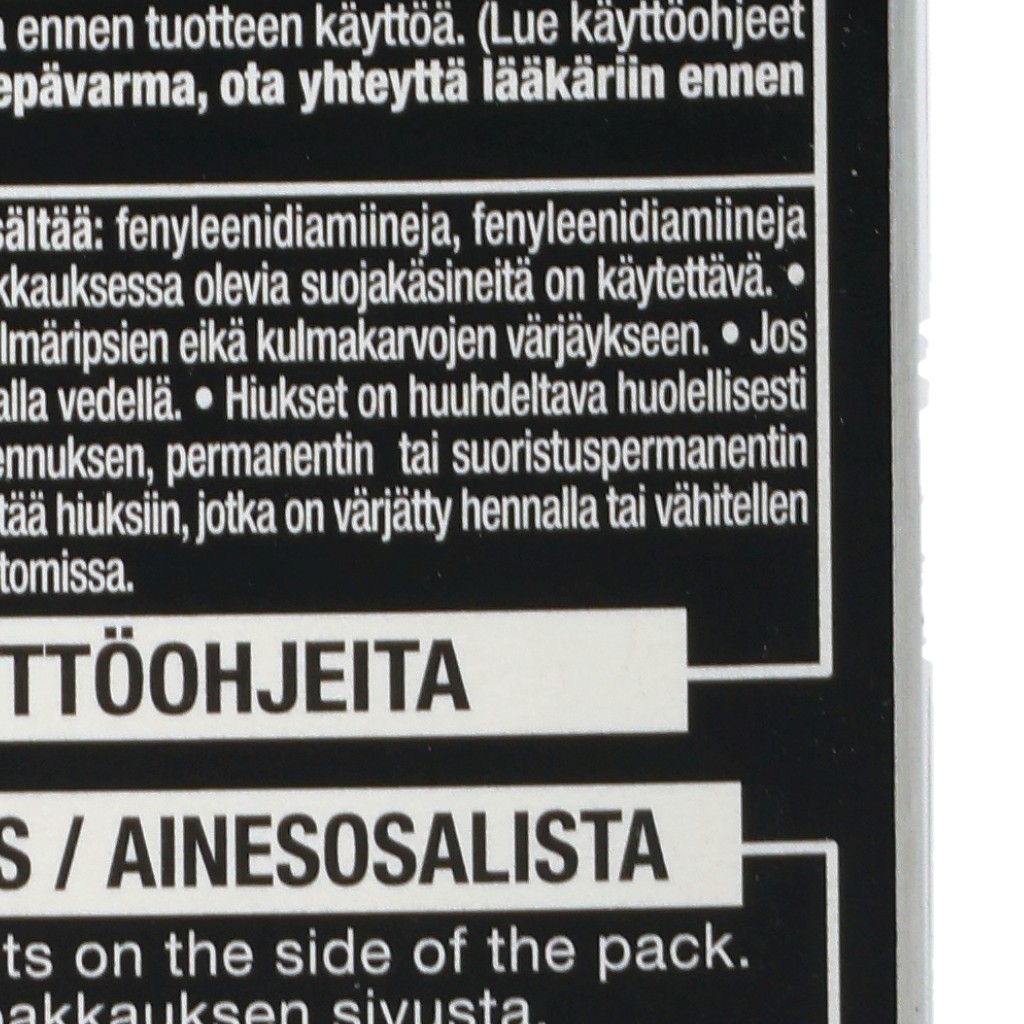 ennen tuotteen käyttöä. (Lue käyttöohjeet
epävarma, ota yhteyttä lääkäriin ennen
sältää: fenyleenidiamiineja, fenyleenidiamiineja
kkauksessa olevia suojakäsineitä on käytettävä. •
lmäripsien eikä kulmakarvojen värjäykseen. • Jos
alla vedellä. • Hiukset on huuhdeltava huolellisesti
ennuksen, permanentin tai suoristuspermanentin
tää hiuksiin, jotka on värjätty hennalla tai vähitellen
tomissa.
TTÖOHJEITA
S / AINESOSALISTA
ts on the side of the pack.
pakkauksen sivusta.